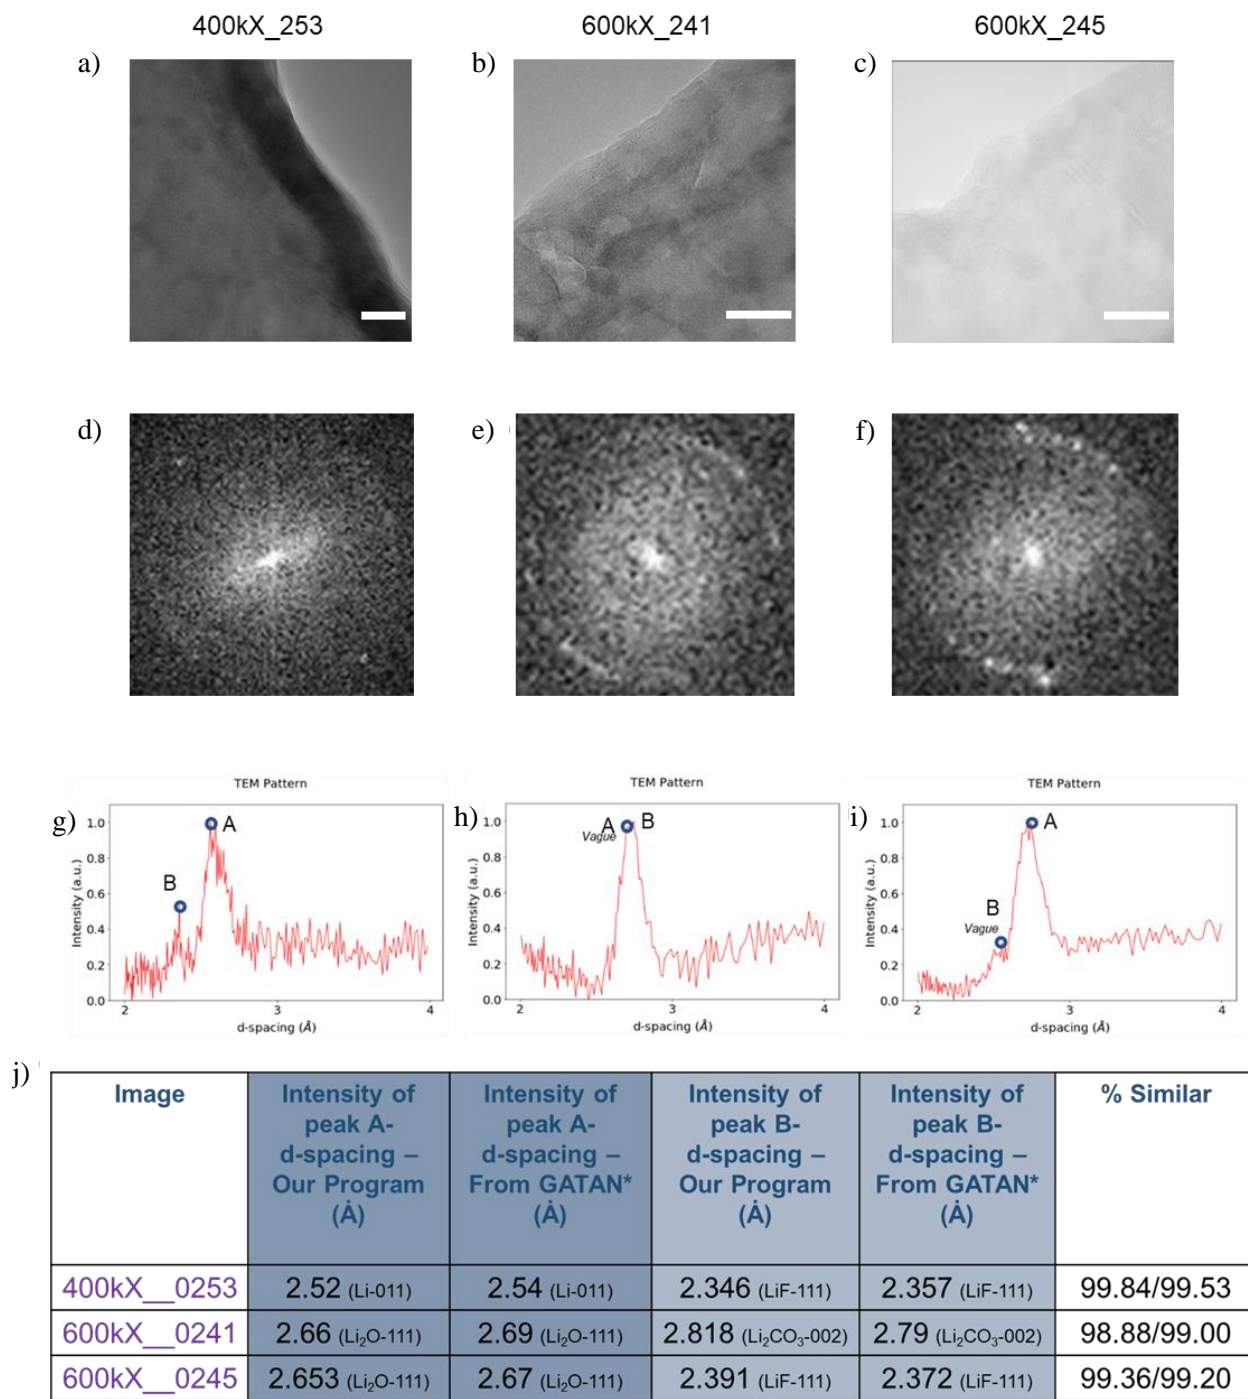 400kX_253
600kX_241
600kX_245
a)
b)
c)
d)
e)
f)
g)
TEM Pattern
Intensity (a.u.)
1.0
0.8
0.6
0.4
0.2
0.0
A
B
2
3
4
d-spacing (Å)
h)
TEM Pattern
Intensity (a.u.)
1.0
0.8
0.6
0.4
0.2
0.0
A
Vague
B
2
3
4
d-spacing (Å)
i)
TEM Pattern
Intensity (a.u.)
1.0
0.8
0.6
0.4
0.2
0.0
A
B
Vague
2
3
4
d-spacing (Å)
j)
Image
Intensity of
peak A-
d-spacing –
Our Program
(Å)
Intensity of
peak A-
d-spacing –
From GATAN*
(Å)
Intensity of
peak B-
d-spacing –
Our Program
(Å)
Intensity of
peak B-
d-spacing –
From GATAN*
(Å)
% Similar
400kX__0253 2.52 (Li-011) 2.54 (Li-011) 2.346 (LiF-111) 2.357 (LiF-111) 99.84/99.53
600kX__0241 2.66 (Li₂O-111) 2.69 (Li₂O-111) 2.818 (Li₂CO₃-002) 2.79 (Li₂CO₃-002) 98.88/99.00
600kX__0245 2.653 (Li₂O-111) 2.67 (Li₂O-111) 2.391 (LiF-111) 2.372 (LiF-111) 99.36/99.20